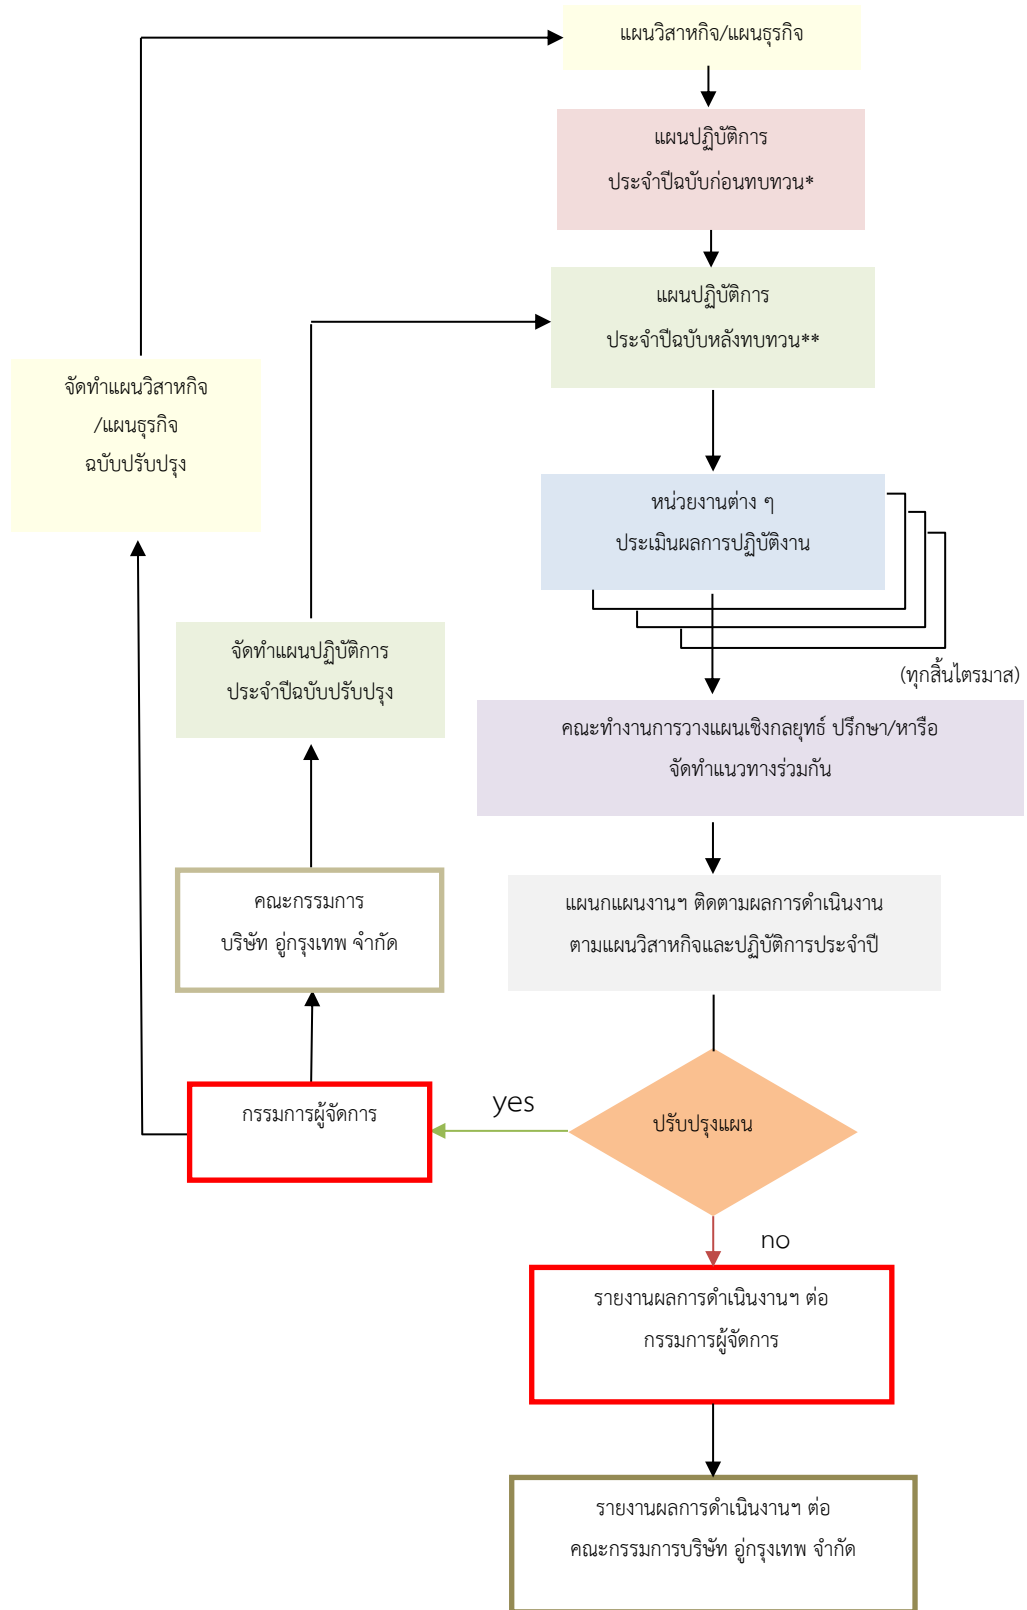 แผนวิสาหกิจ/แผนธุรกิจ
แผนปฏิบัติการ
ประจำปีฉบับก่อนทบทวน*
แผนปฏิบัติการ
ประจำปีฉบับหลังทบทวน**
จัดทำแผนวิสาหกิจ
/แผนธุรกิจ
ฉบับปรับปรุง
หน่วยงานต่าง ๆ
ประเมินผลการปฏิบัติงาน
(ทุกสิ้นไตรมาส)
จัดทำแผนปฏิบัติการ
ประจำปีฉบับปรับปรุง
คณะทำงานการวางแผนเชิงกลยุทธ์ ปรึกษา/หารือ
จัดทำแนวทางร่วมกัน
คณะกรรมการ
บริษัท อู่กรุงเทพ จำกัด
แผนกแผนงานฯ ติดตามผลการดำเนินงาน
ตามแผนวิสาหกิจและปฏิบัติการประจำปี
กรรมการผู้จัดการ
yes
ปรับปรุงแผน
no
รายงานผลการดำเนินงานฯ ต่อ
กรรมการผู้จัดการ
รายงานผลการดำเนินงานฯ ต่อ
คณะกรรมการบริษัท อู่กรุงเทพ จำกัด